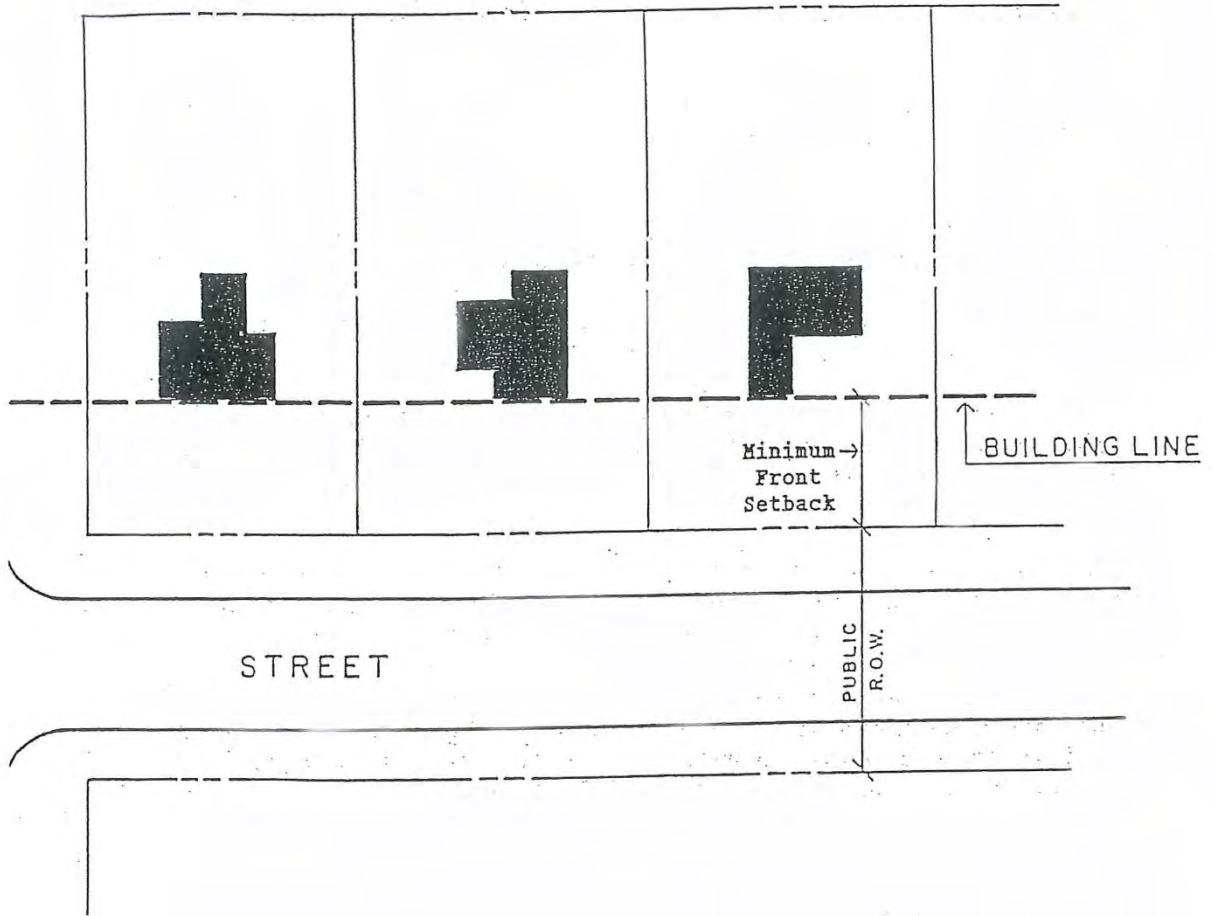 Minimum
Front
Setback
BUILDING LINE
STREET
PUBLIC
R.O.W.